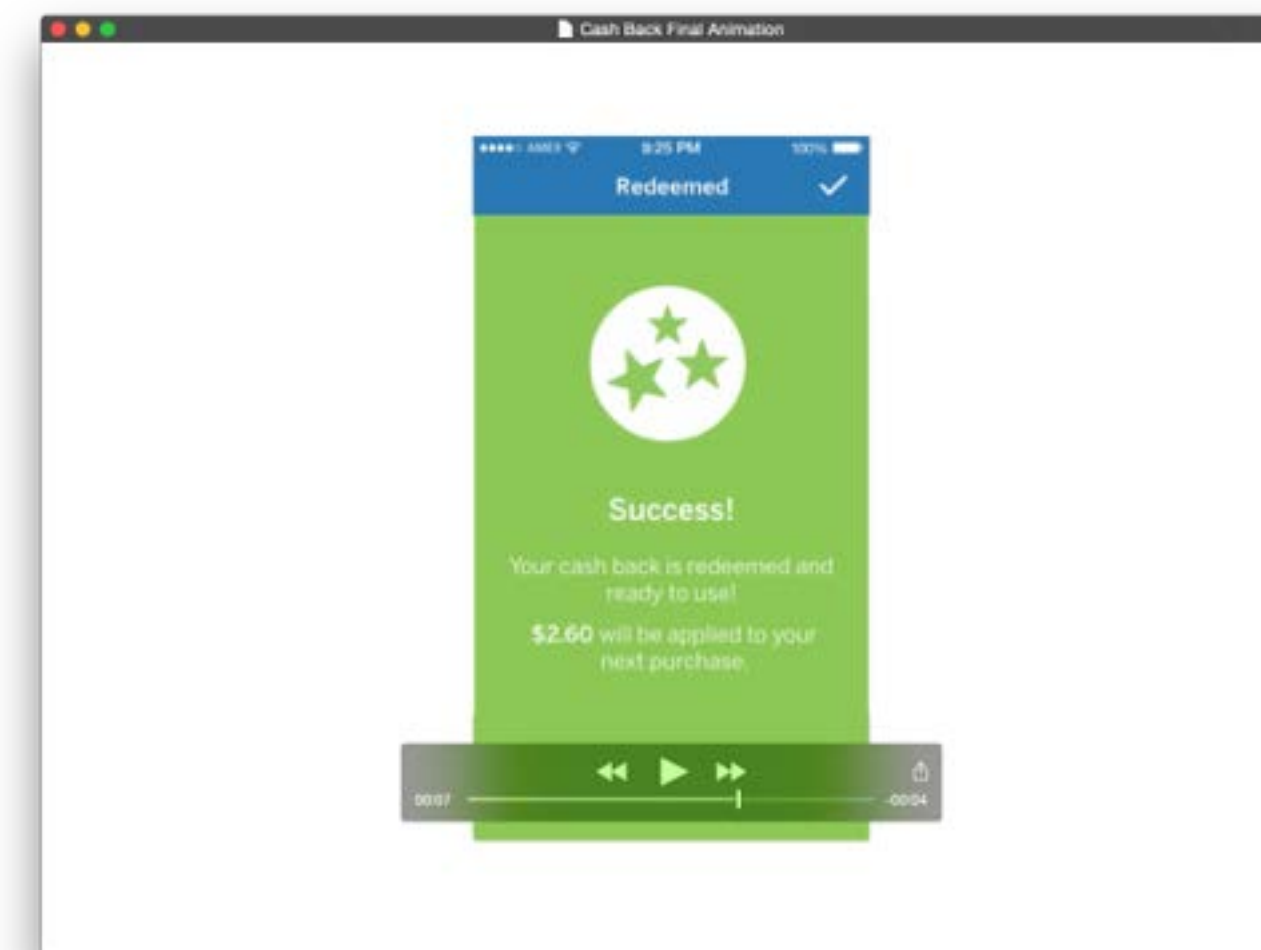 Cash Back Final Animation
AMEX 9:25 PM 100%
Redeemed
Success!
Your cash back is redeemed and
ready to use!
$2.60 will be applied to your
next purchase.
00:07 -00:04